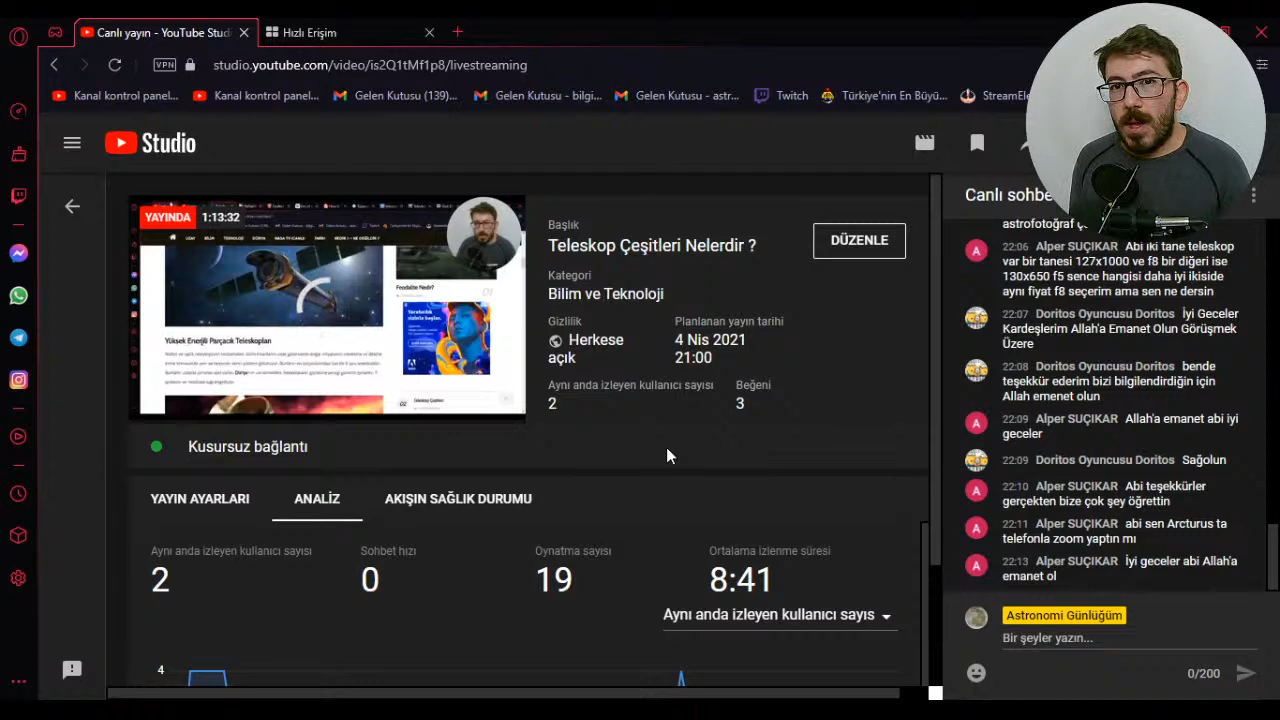 Canlı yayın - YouTube Stud
Hızlı Erişim
VPN
studio.youtube.com/video/is2Q1tMf1p8/livestreaming
Kanal kontrol panel...
Kanal kontrol panel...
Gelen Kutusu (139)...
Gelen Kutusu - bilgi...
Gelen Kutusu - astr...
Twitch
Türkiye'nin En Büyü...
StreamEle
Studio
YAYINDA 1:13:32
Yüksek Enerjili Parçacık Teleskopları
Başlık
Teleskop Çeşitleri Nelerdir ?
DÜZENLE
Kategori
Bilim ve Teknoloji
Gizlilik
Herkese
açık
Planlanan yayın tarihi
4 Nis 2021
21:00
Aynı anda izleyen kullanıcı sayısı
2
Beğeni
3
Kusursuz bağlantı
YAYIN AYARLARI
ANALİZ
AKIŞIN SAĞLIK DURUMU
Aynı anda izleyen kullanıcı sayısı
2
Sohbet hızı
0
Oynatma sayısı
19
Ortalama izlenme süresi
8:41
Aynı anda izleyen kullanıcı sayıs
4
Canlı sohbe
astrofotoğraf ç
22:06 Alper SUÇIKAR Abi iki tane teleskop
var bir tanesi 127x1000 ve f8 bir diğeri ise
130x650 f5 sence hangisi daha iyi ikiside
aynı fiyat f8 seçerim ama sen ne dersin
22:07 Doritos Oyuncusu Doritos İyi Geceler
Kardeşlerim Allah'a Emanet Olun Görüşmek
Üzere
22:08 Doritos Oyuncusu Doritos bende
teşekkür ederim bizi bilgilendirdiğin için
Allah emanet olun
22:09 Alper SUÇIKAR Allah'a emanet abi iyi
geceler
22:09 Doritos Oyuncusu Doritos Sağolun
22:10 Alper SUÇIKAR Abi teşekkürler
gerçekten bize çok şey öğrettin
22:11 Alper SUÇIKAR abi sen Arcturus ta
telefonla zoom yaptın mı
22:13 Alper SUÇIKAR İyi geceler abi Allah'a
emanet ol
Astronomi Günlüğüm
Bir şeyler yazın...
0/200